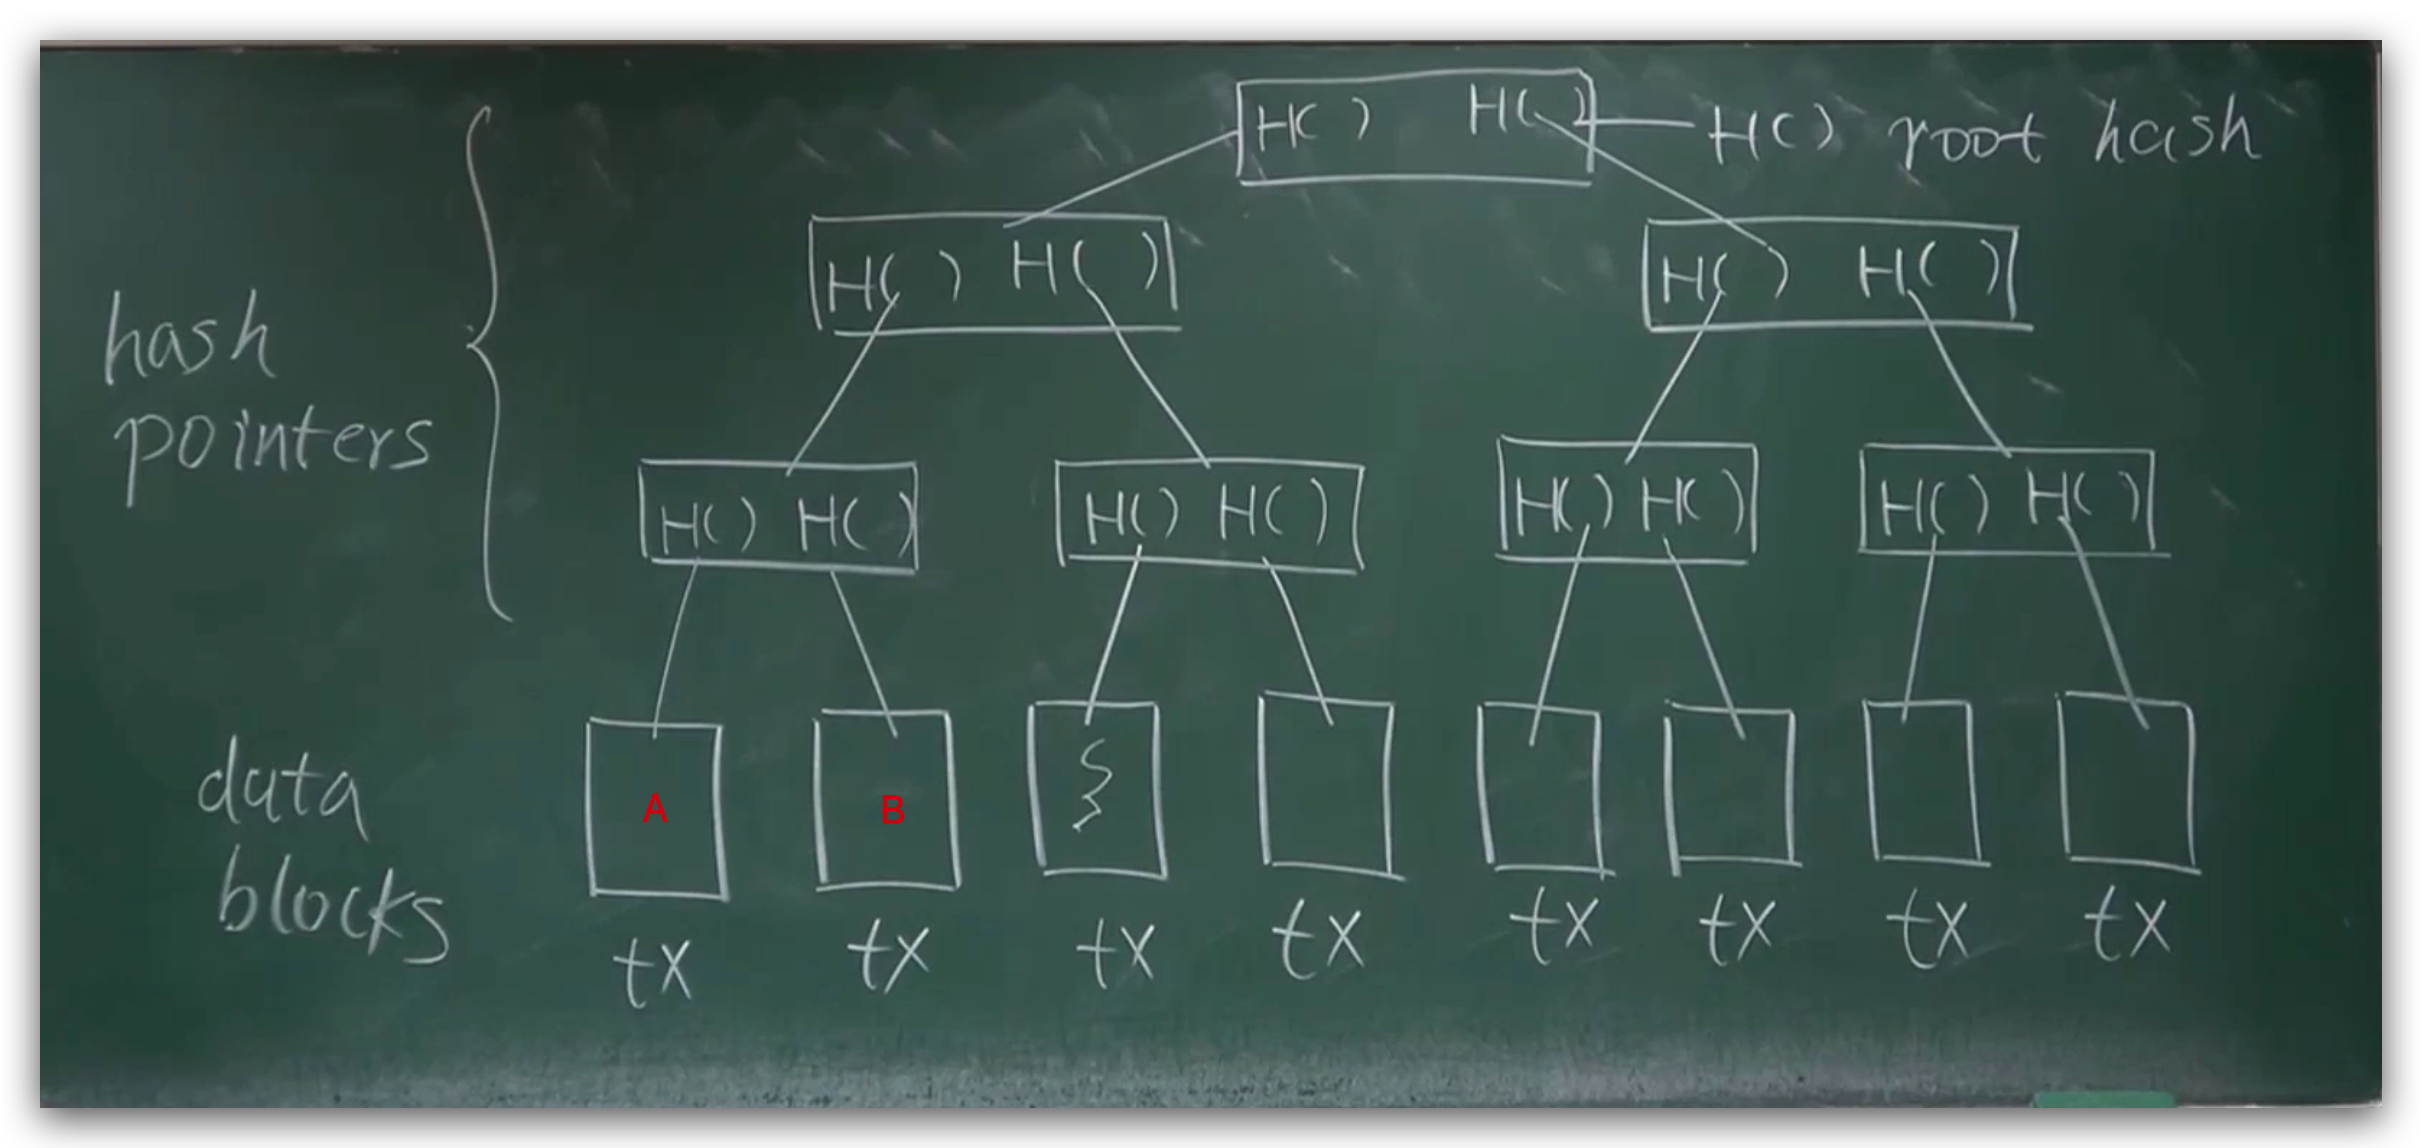 H( ) H( ) H( ) root hash
H( ) H( ) H( ) H( )
hash
pointers
H( ) H( ) H( ) H( ) H( ) H( ) H( ) H( )
A B
data
blocks
tx tx tx tx tx tx tx tx